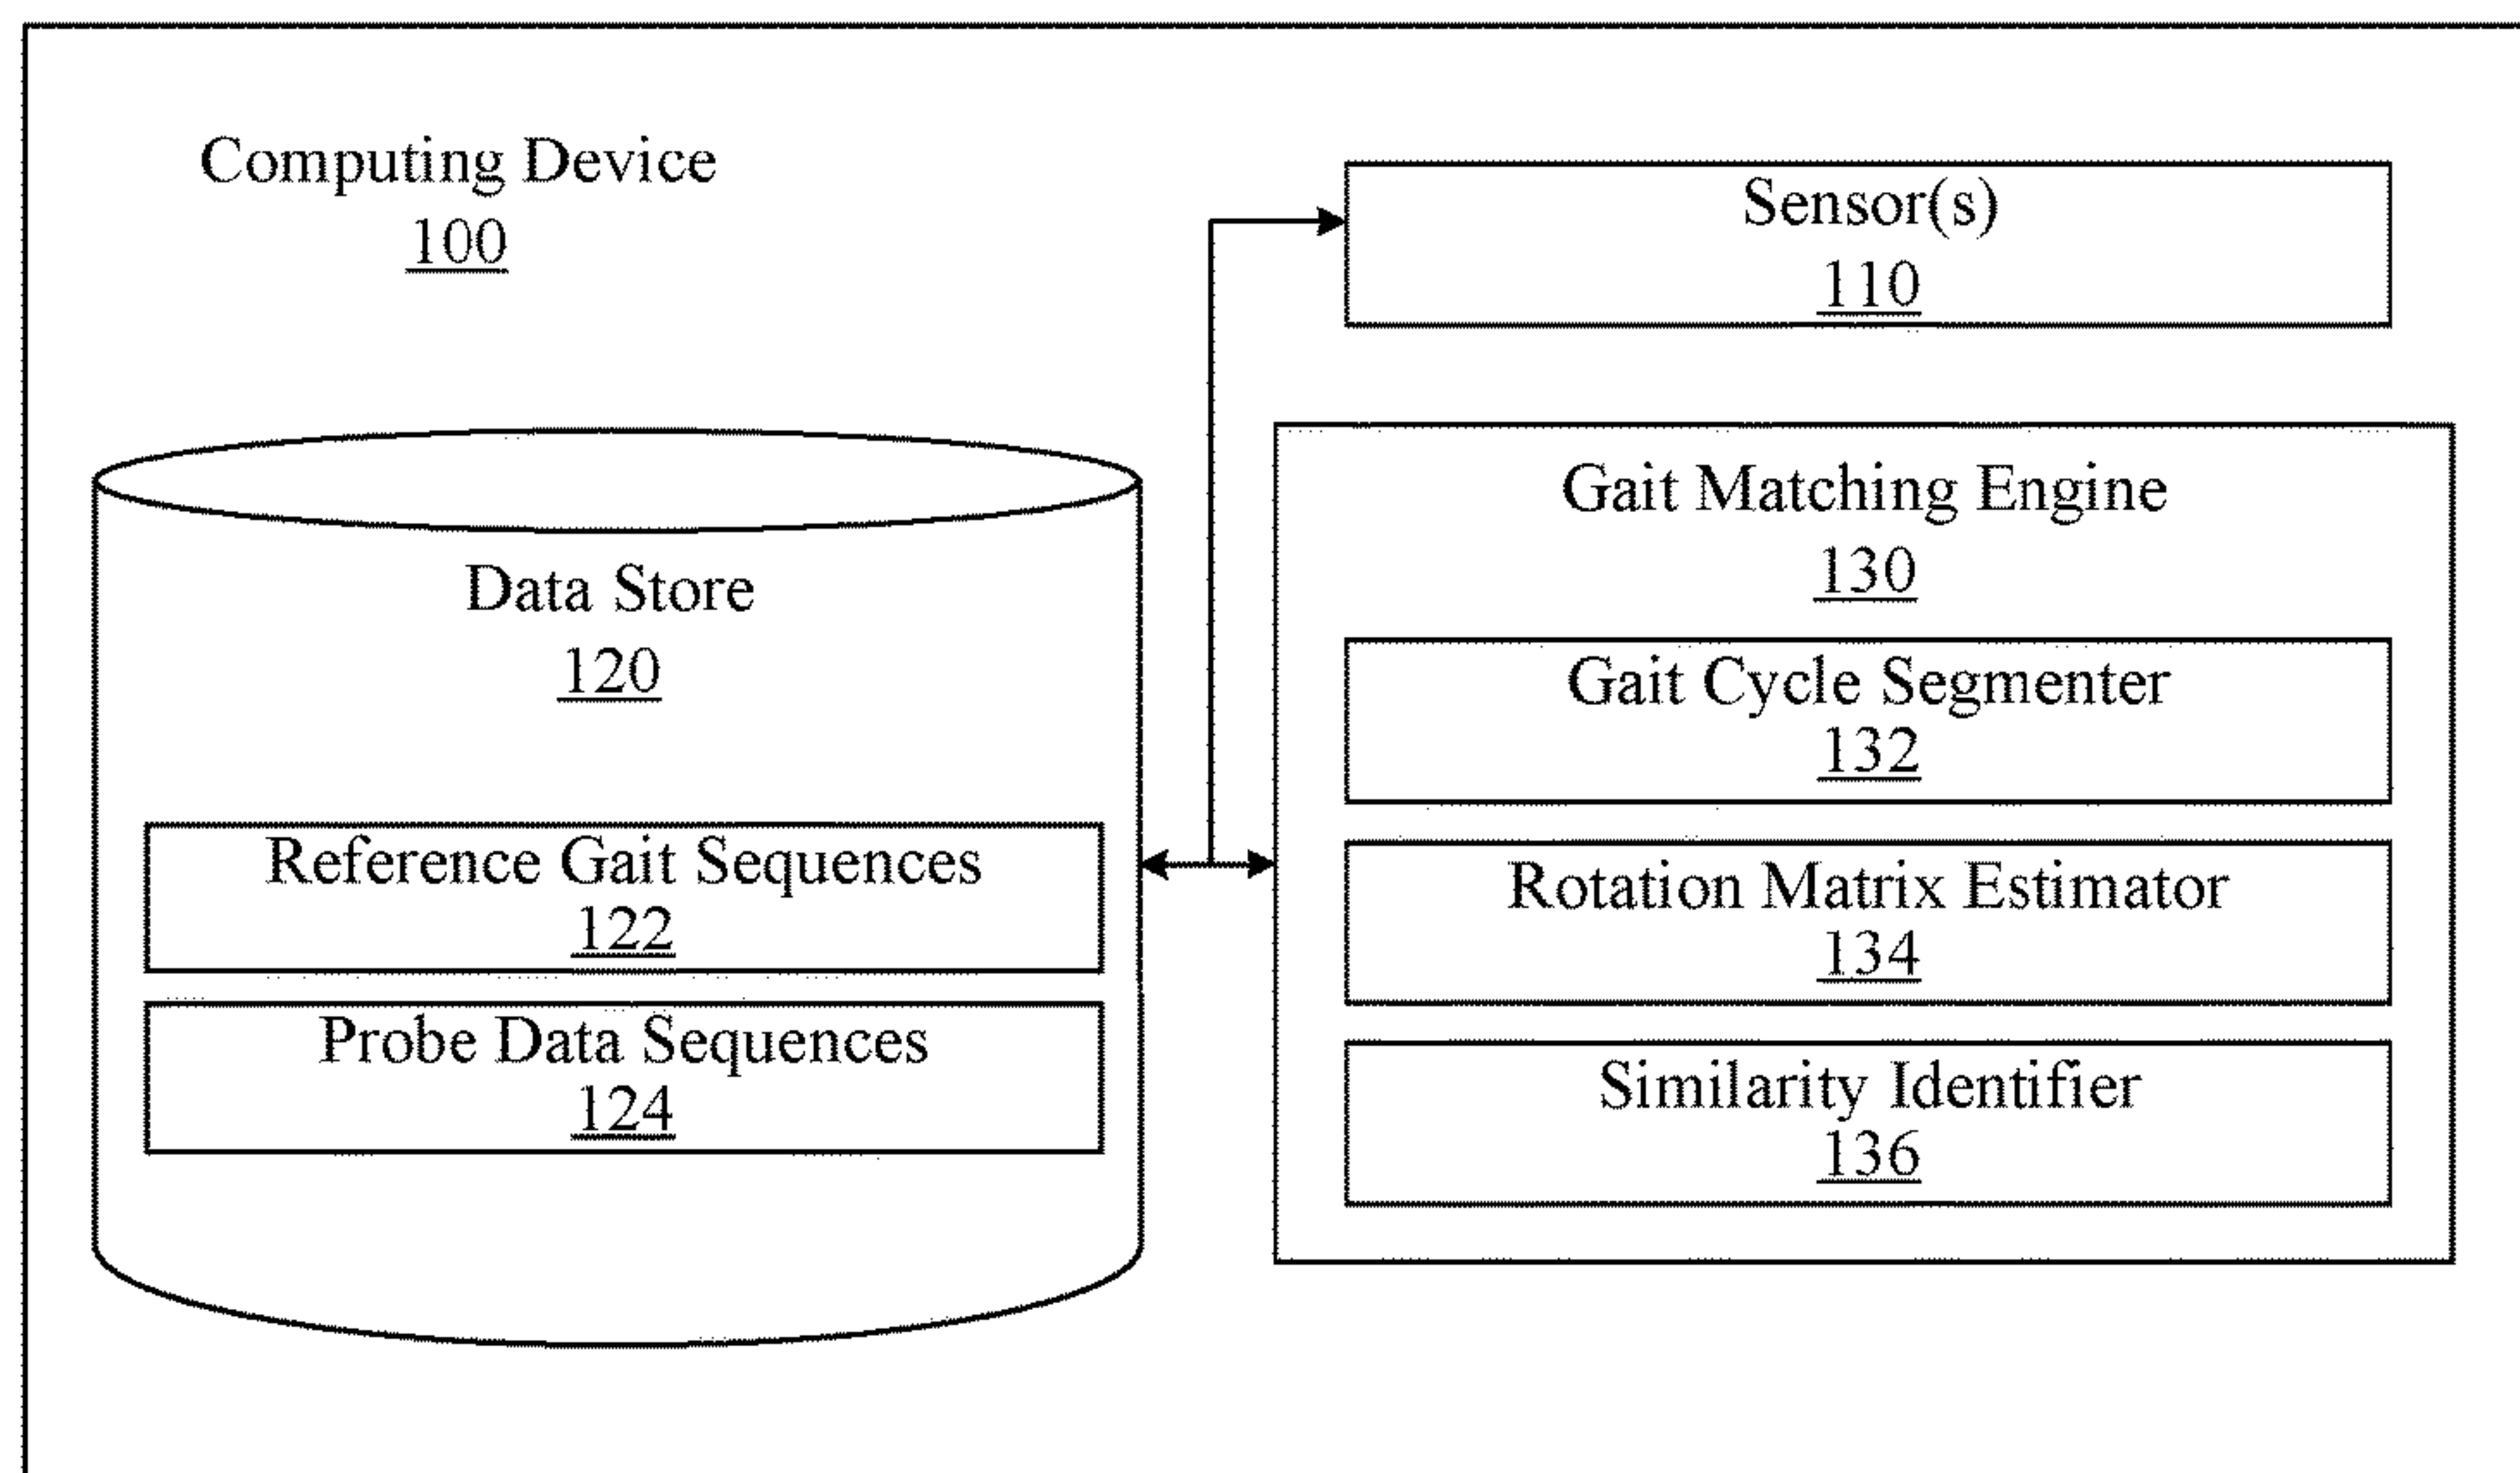 Computing Device
100
Sensor(s)
110
Data Store
120
Reference Gait Sequences
122
Probe Data Sequences
124
Gait Matching Engine
130
Gait Cycle Segmenter
132
Rotation Matrix Estimator
134
Similarity Identifier
136